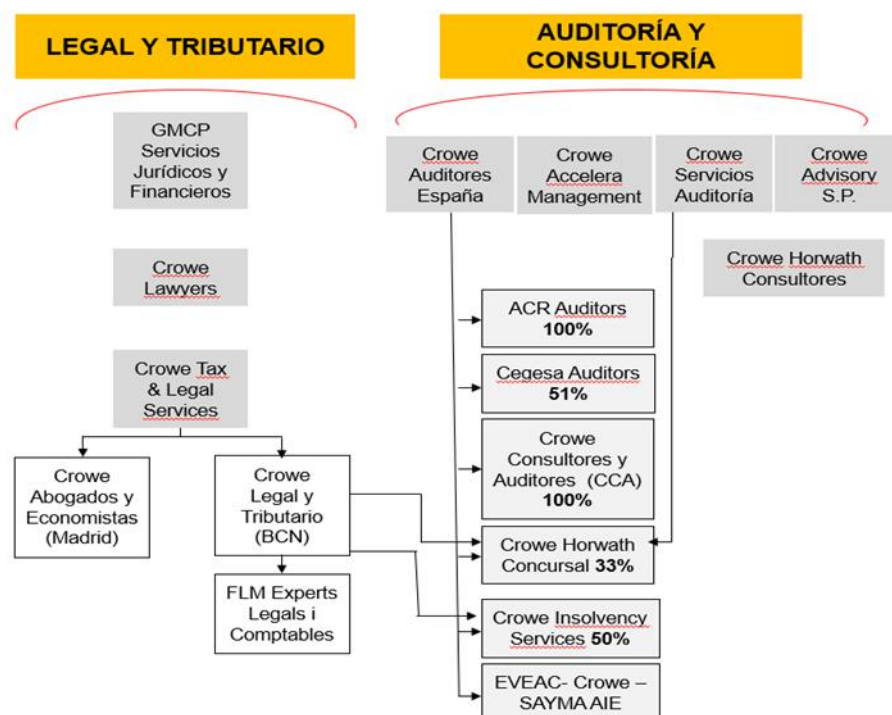 LEGAL Y TRIBUTARIO
AUDITORÍA Y
CONSULTORÍA
GMCP
Servicios
Jurídicos y
Financieros
Crowe
Lawyers
Crowe Tax
& Legal
Services
Crowe
Abogados y
Economistas
(Madrid)
Crowe
Legal y
Tributario
(BCN)
FLM Experts
Legals i
Comptables
Crowe
Auditores
España
Crowe
Accelera
Management
Crowe
Servicios
Auditoría
Crowe
Advisory
S.P.
Crowe Horwath
Consultores
ACR Auditors
100%
Cegesa Auditors
51%
Crowe
Consultores y
Auditores (CCA)
100%
Crowe Horwath
Concursal 33%
Crowe Insolvency
Services 50%
EVEAC- Crowe –
SAYMA AIE